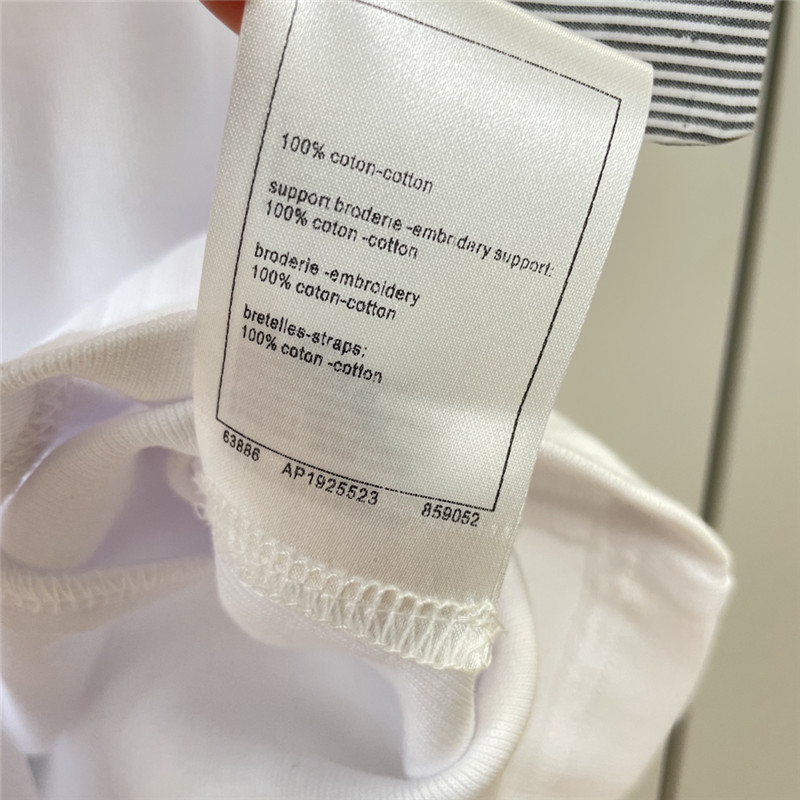 100% coton-cotton
support broderie -embridary support:
100% coton -cotton
broderie -embroidery
100% coton-cotton
bretelles-straps:
100% coton -cotton
63886 AP1925523 859052